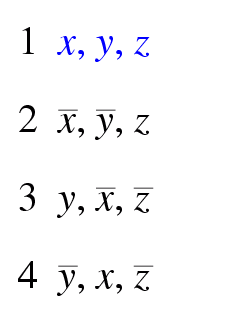 1 x, y, z
2 x̅, y̅, z
3 y, x̅, z̅
4 y̅, x, z̅